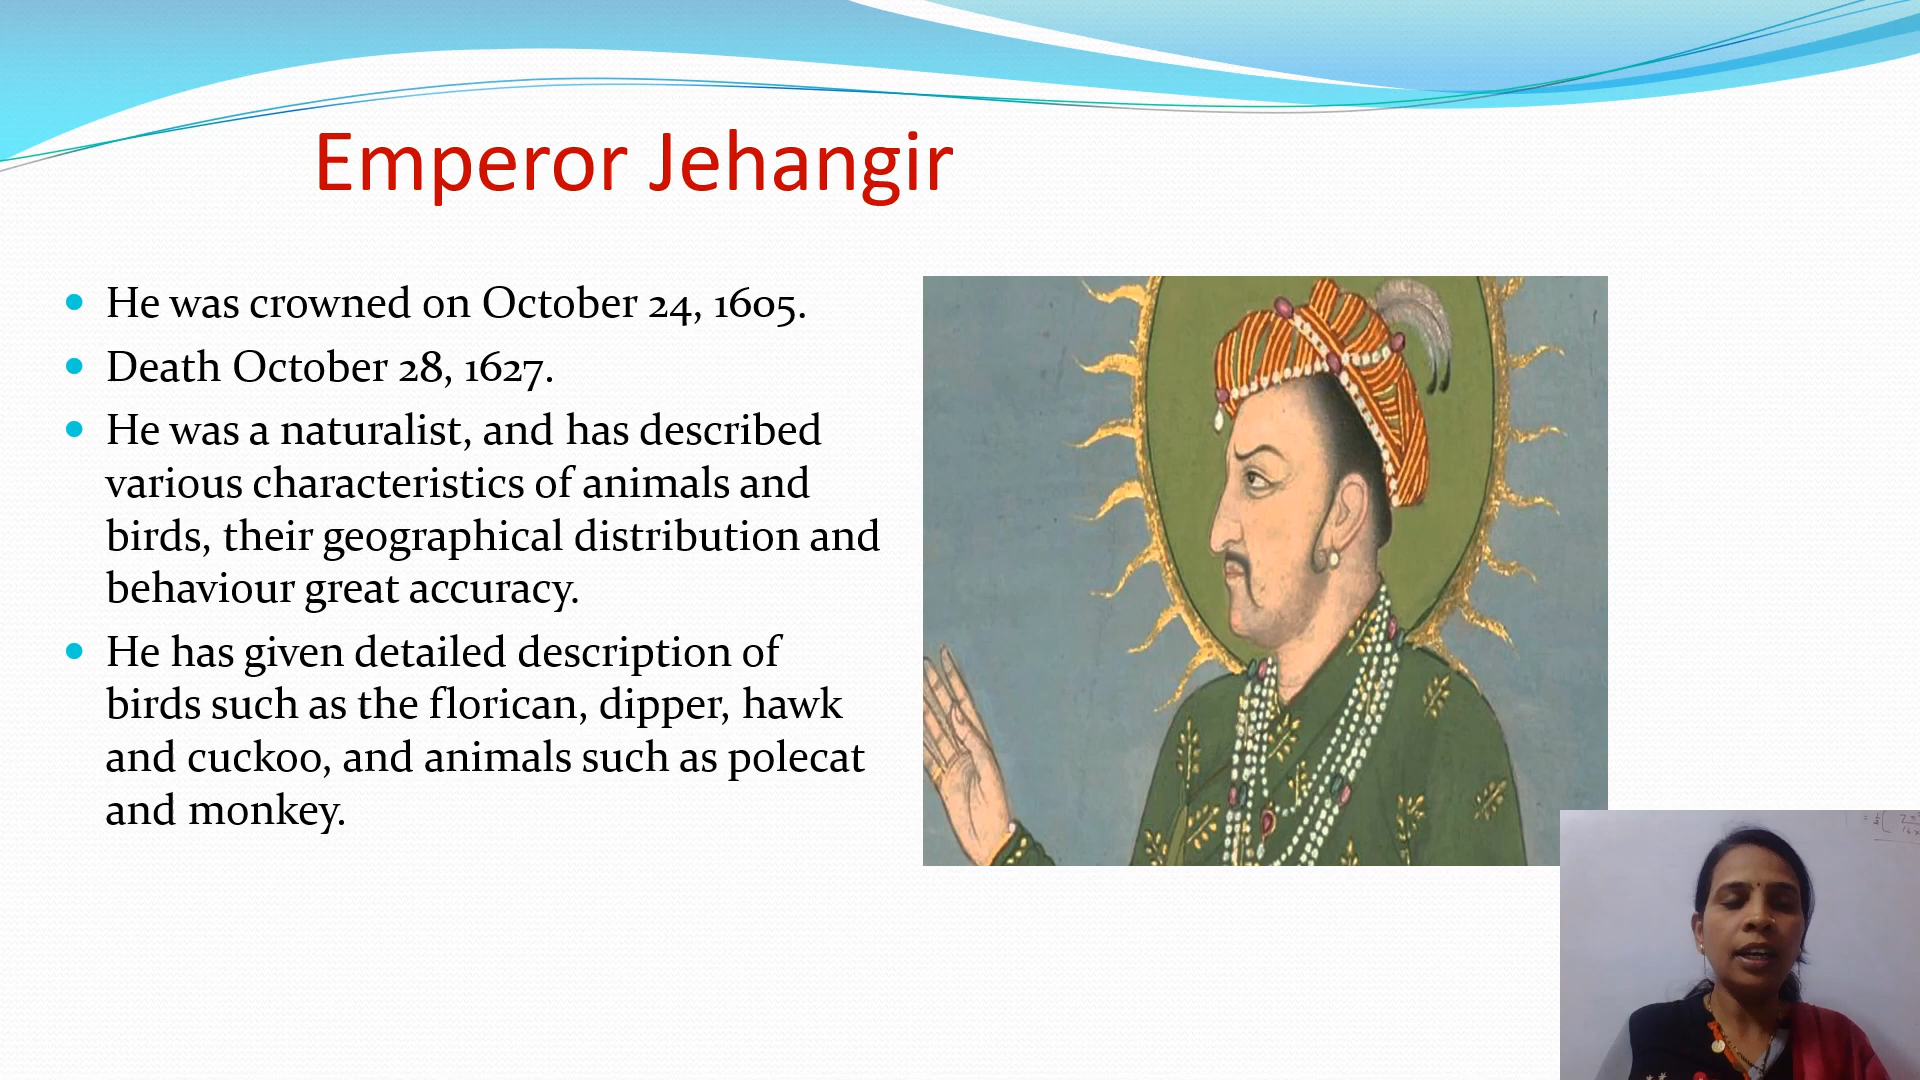 Emperor Jehangir
• He was crowned on October 24, 1605.
• Death October 28, 1627.
• He was a naturalist, and has described
various characteristics of animals and
birds, their geographical distribution and
behaviour great accuracy.
• He has given detailed description of
birds such as the florican, dipper, hawk
and cuckoo, and animals such as polecat
and monkey.